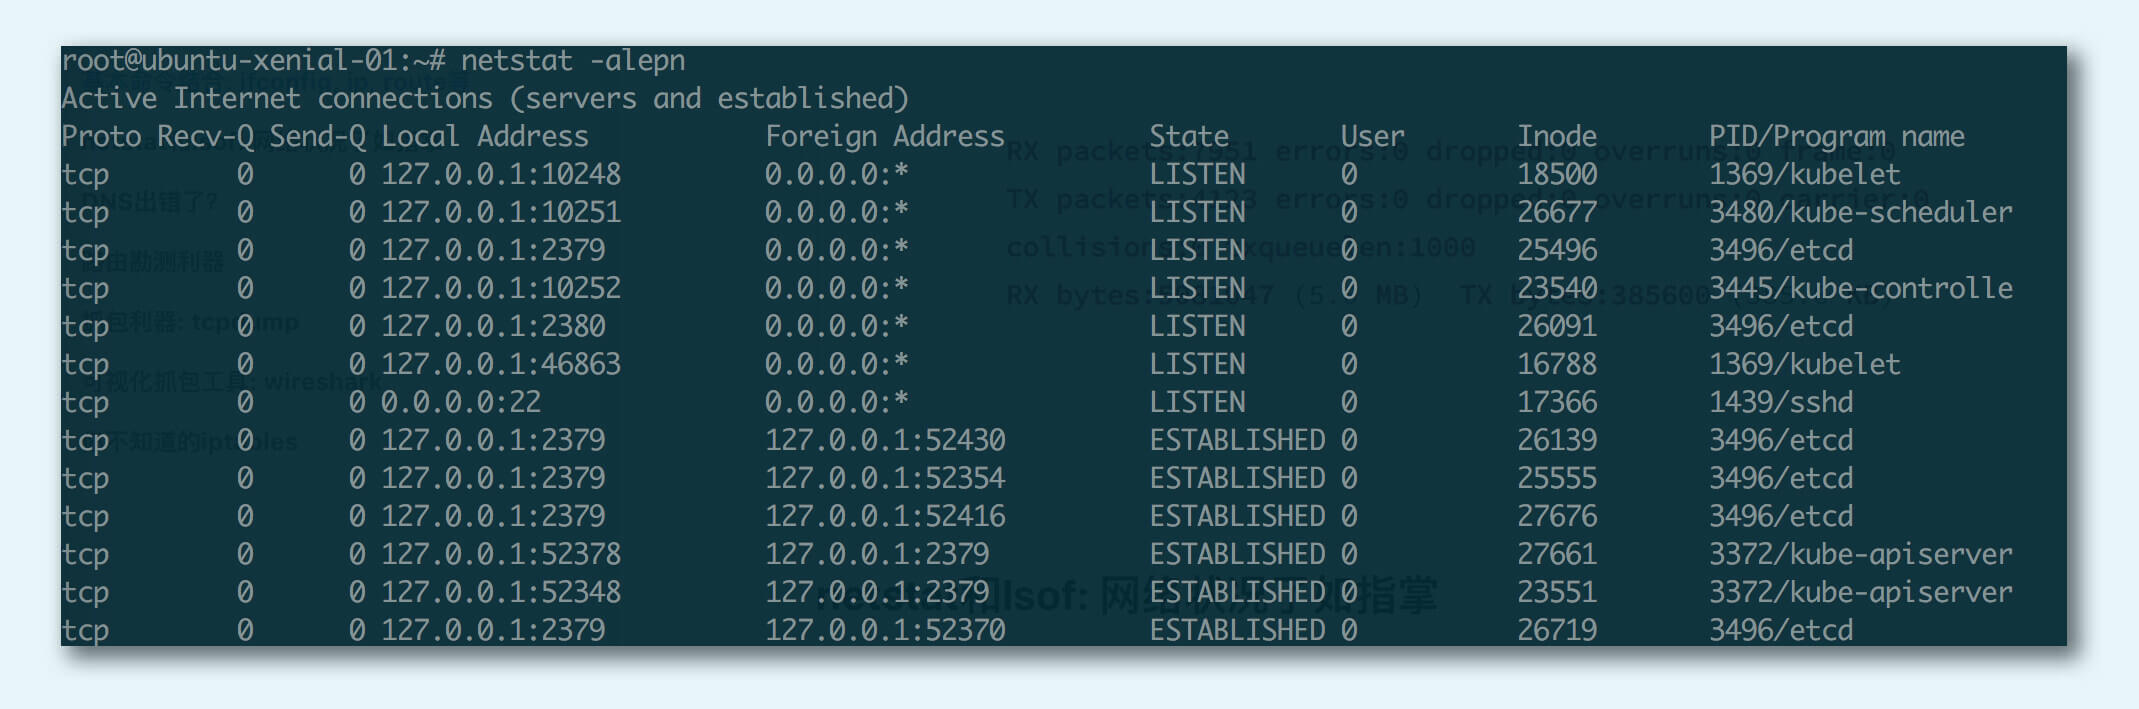 root@ubuntu-xenial-01:~# netstat -alepn
Active Internet connections (servers and established)
Proto Recv-Q Send-Q Local Address Foreign Address State User Inode PID/Program name
tcp 0 0 127.0.0.1:10248 0.0.0.0:* LISTEN 0 18500 1369/kubelet
tcp 0 0 127.0.0.1:10251 0.0.0.0:* LISTEN 0 26677 3480/kube-scheduler
tcp 0 0 127.0.0.1:2379 0.0.0.0:* LISTEN 0 25496 3496/etcd
tcp 0 0 127.0.0.1:10252 0.0.0.0:* LISTEN 0 23540 3445/kube-controlle
tcp 0 0 127.0.0.1:2380 0.0.0.0:* LISTEN 0 26091 3496/etcd
tcp 0 0 127.0.0.1:46863 0.0.0.0:* LISTEN 0 16788 1369/kubelet
tcp 0 0 0.0.0.0:22 0.0.0.0:* LISTEN 0 17366 1439/sshd
tcp 0 0 127.0.0.1:2379 127.0.0.1:52430 ESTABLISHED 0 26139 3496/etcd
tcp 0 0 127.0.0.1:2379 127.0.0.1:52354 ESTABLISHED 0 25555 3496/etcd
tcp 0 0 127.0.0.1:2379 127.0.0.1:52416 ESTABLISHED 0 27676 3496/etcd
tcp 0 0 127.0.0.1:52378 127.0.0.1:2379 ESTABLISHED 0 27661 3372/kube-apiserver
tcp 0 0 127.0.0.1:52348 127.0.0.1:2379 ESTABLISHED 0 23551 3372/kube-apiserver
tcp 0 0 127.0.0.1:2379 127.0.0.1:52370 ESTABLISHED 0 26719 3496/etcd